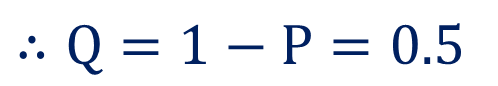 ∴ Q = 1 − P = 0.5